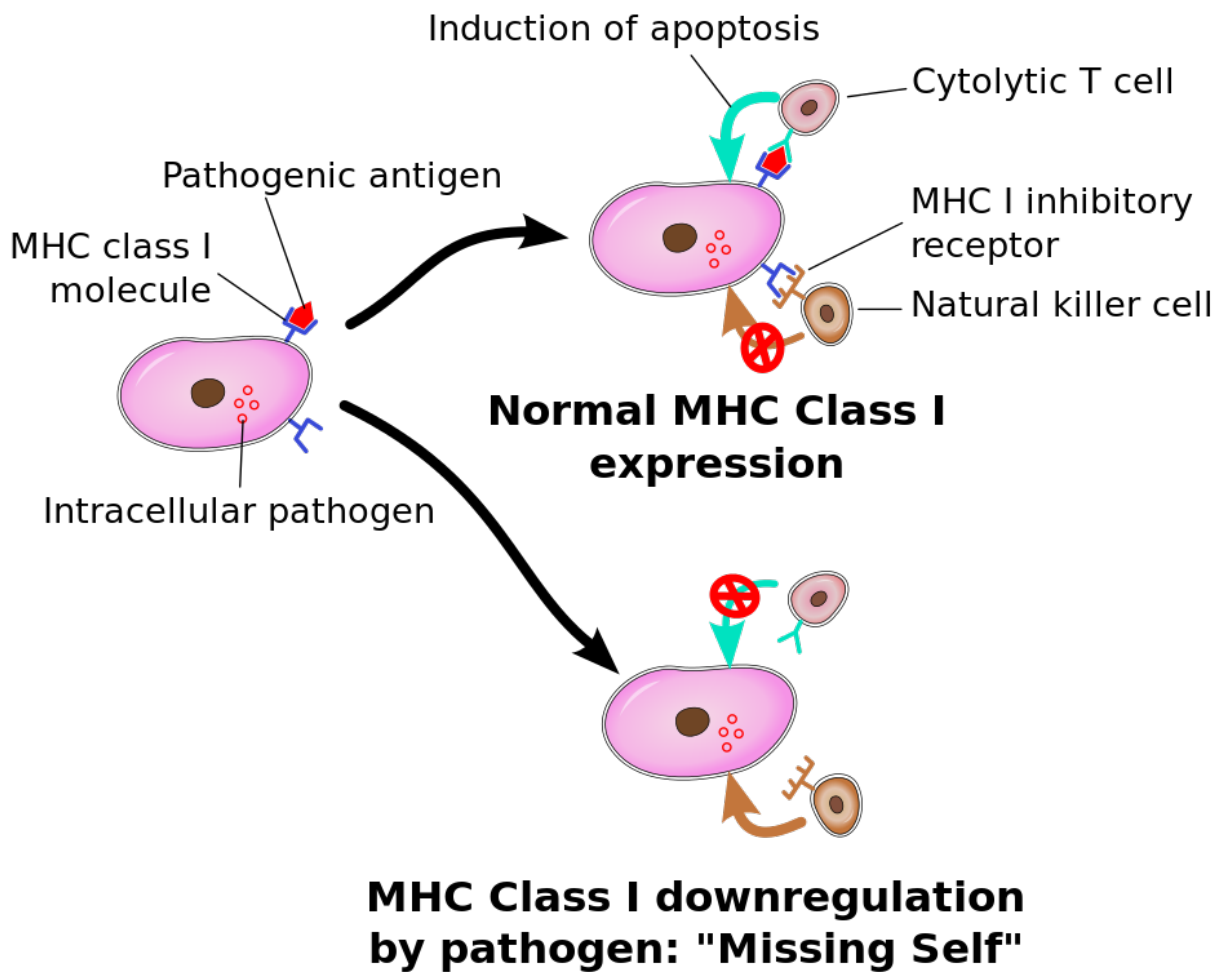 Induction of apoptosis
Cytolytic T cell
Pathogenic antigen
MHC I inhibitory
receptor
MHC class I
molecule
Natural killer cell
Normal MHC Class I
expression
Intracellular pathogen
MHC Class I downregulation
by pathogen: "Missing Self"